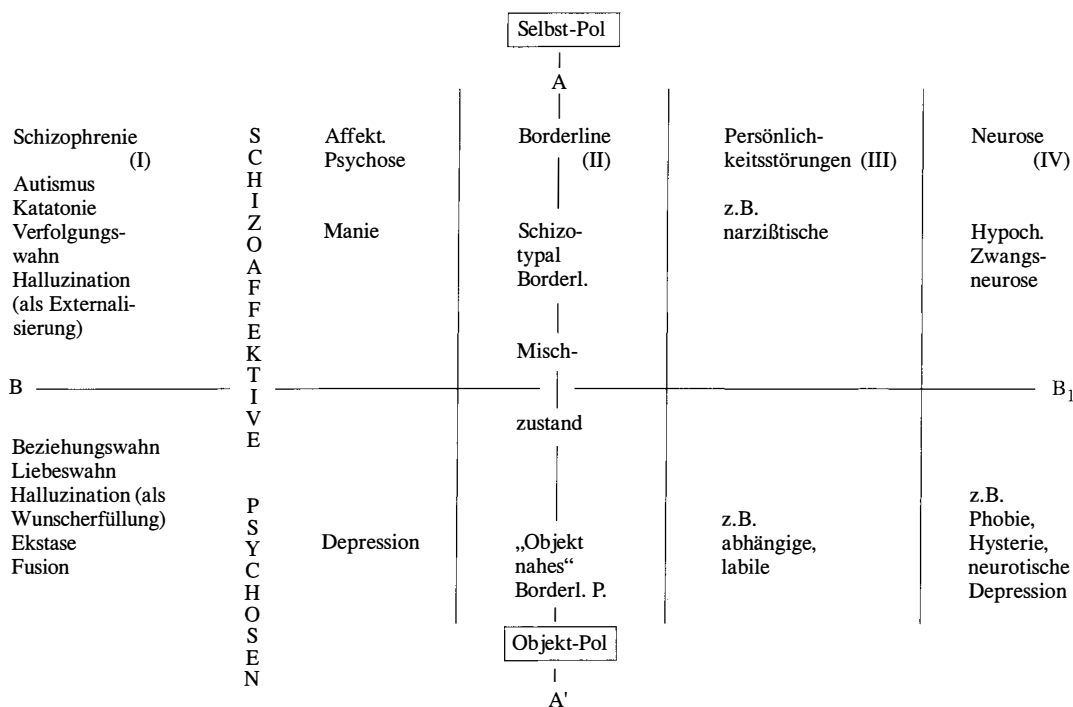 Selbst-Pol
A
Schizophrenie
(I)
Autismus
Katatonie
Verfolgungs-
wahn
Halluzination
(als Externali-
sierung)
SCHIZOAFFEKTIVE PSYCHOSEN
Affekt.
Psychose
Manie
Borderline
(II)
Schizo-
typal
Borderl.
Misch-
Persönlich-
keitsstörungen (III)
z.B.
narzißtische
Neurose
(IV)
Hypoch.
Zwangs-
neurose
B
B1
zustand
Beziehungswahn
Liebeswahn
Halluzination (als
Wunscherfüllung)
Ekstase
Fusion
Depression
„Objekt
nahes“
Borderl. P.
z.B.
abhängige,
labile
z.B.
Phobie,
Hysterie,
neurotische
Depression
Objekt-Pol
A'